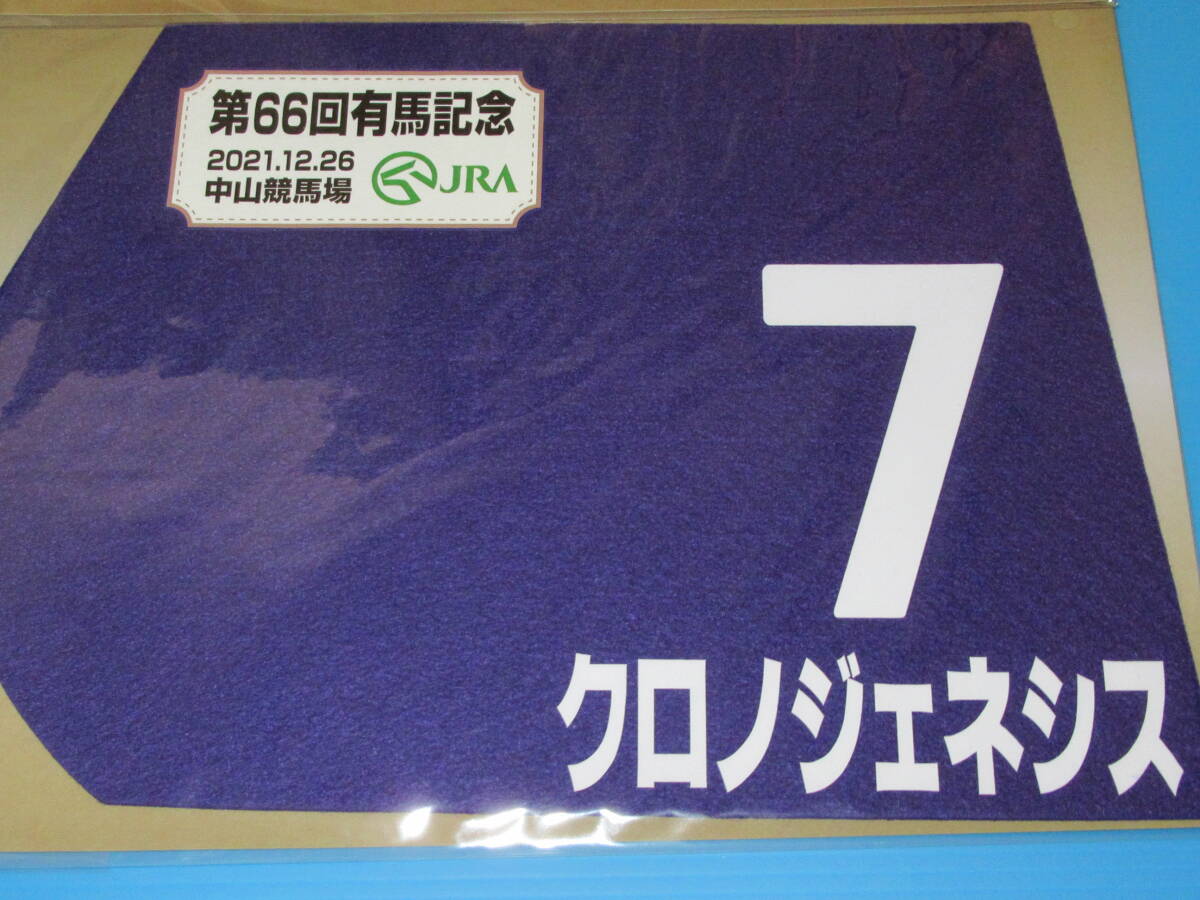 第66回有馬記念
2021.12.26
中山競馬場
JRA
7
クロノジェネシス